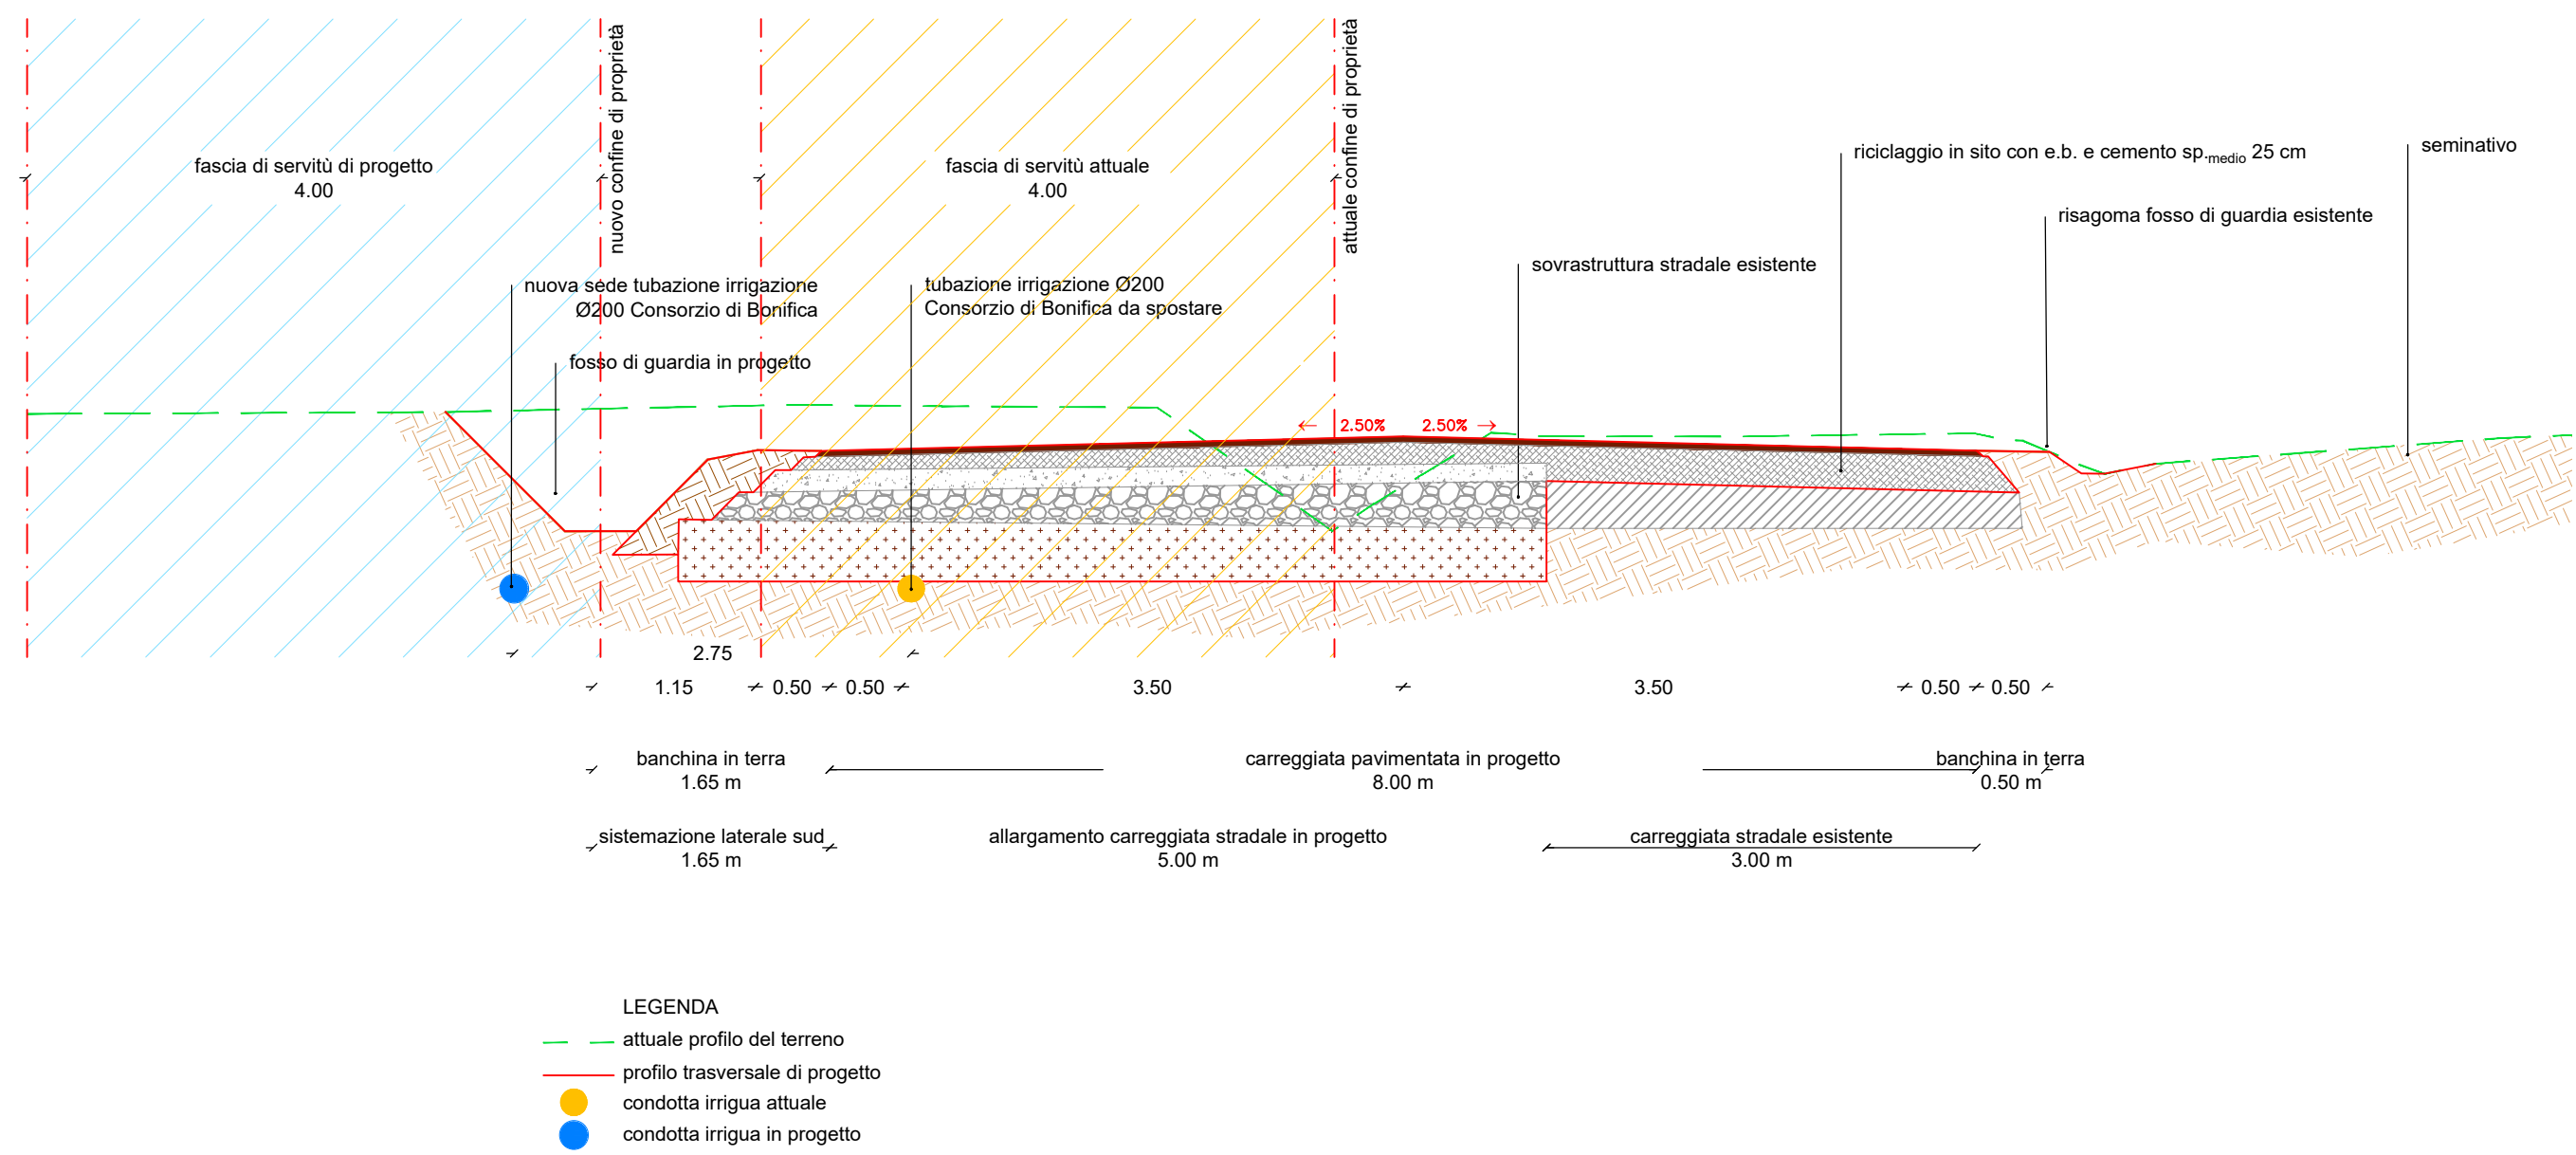 nuovo confine di proprietà
attuale confine di proprietà
fascia di servitù di progetto
4.00
fascia di servitù attuale
4.00
riciclaggio in sito con e.b. e cemento sp.medio 25 cm
seminativo
risagoma fosso di guardia esistente
sovrastruttura stradale esistente
nuova sede tubazione irrigazione
Ø200 Consorzio di Bonifica
tubazione irrigazione Ø200
Consorzio di Bonifica da spostare
fosso di guardia in progetto
← 2.50% 2.50% →
2.75
1.15 0.50 0.50 3.50 3.50 0.50 0.50
banchina in terra
1.65 m
carreggiata pavimentata in progetto
8.00 m
banchina in terra
0.50 m
sistemazione laterale sud
1.65 m
allargamento carreggiata stradale in progetto
5.00 m
carreggiata stradale esistente
3.00 m
LEGENDA
attuale profilo del terreno
profilo trasversale di progetto
condotta irrigua attuale
condotta irrigua in progetto